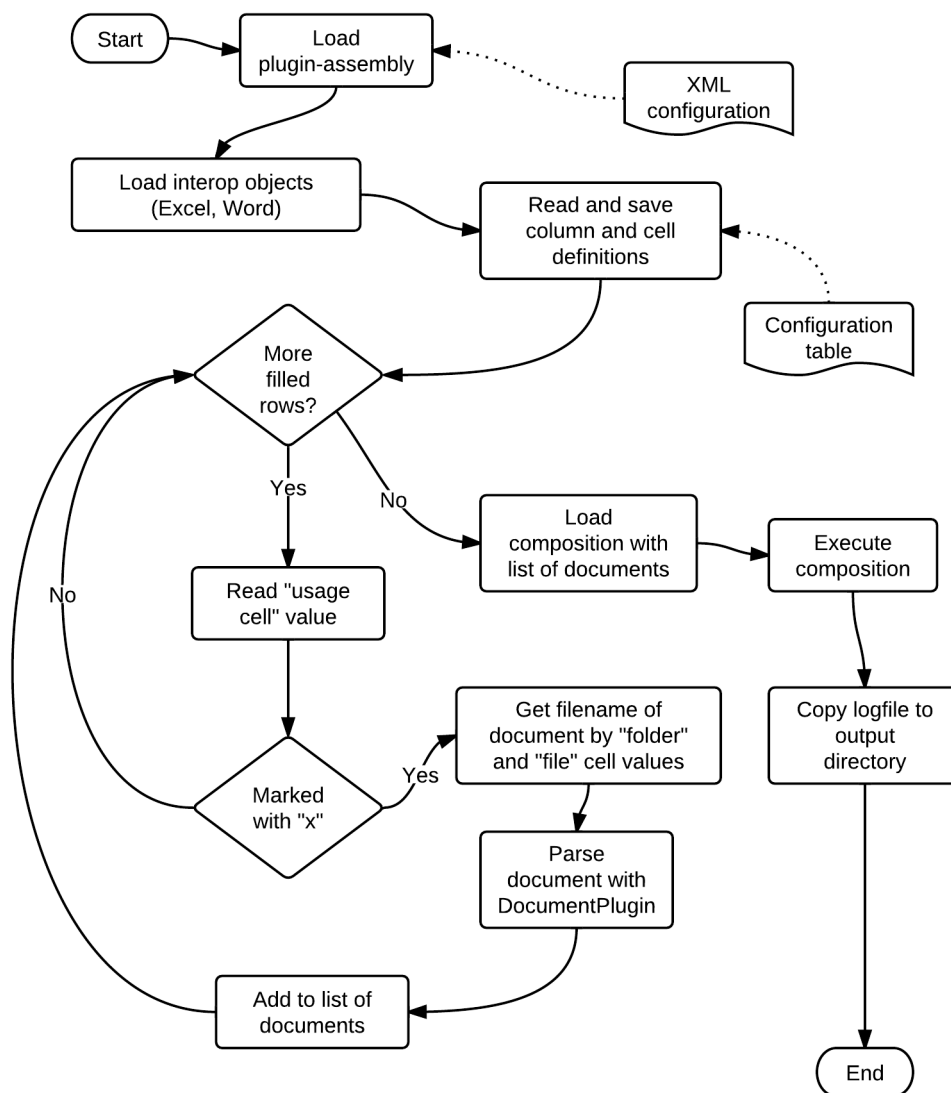 Start
Load
plugin-assembly
XML
configuration
Load interop objects
(Excel, Word)
Read and save
column and cell
definitions
Configuration
table
More
filled
rows?
Yes
No
Load
composition with
list of documents
Execute
composition
Read "usage
cell" value
No
Get filename of
document by "folder"
and "file" cell values
Copy logfile to
output
directory
Yes
Marked
with "x"
Parse
document with
DocumentPlugin
Add to list of
documents
End